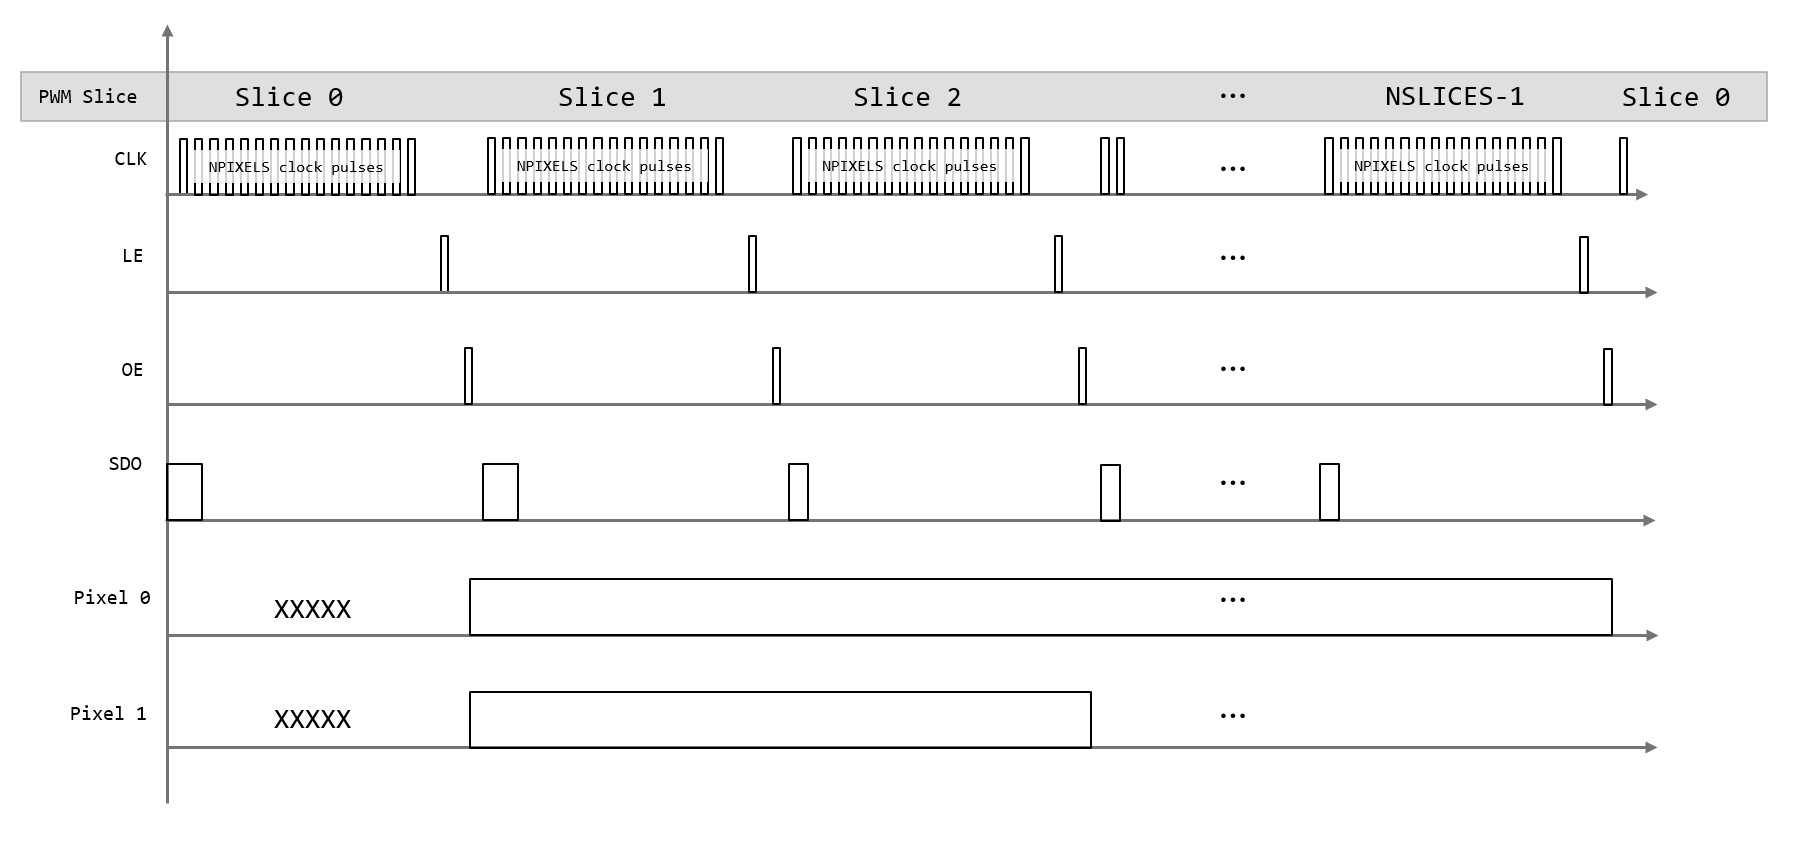 PWM Slice Slice 0 Slice 1 Slice 2 ... NSLICES-1 Slice 0
CLK NPIXELS clock pulses NPIXELS clock pulses NPIXELS clock pulses ... NPIXELS clock pulses
LE ...
OE ...
SDO ...
Pixel 0 XXXXX ...
Pixel 1 XXXXX ...